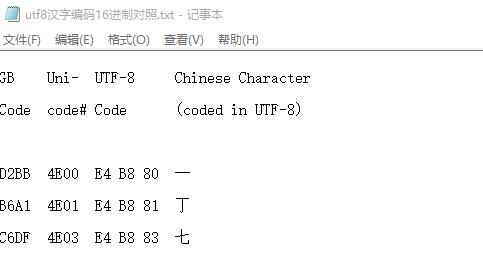 utf8汉字编码16进制对照.txt - 记事本
文件(F) 编辑(E) 格式(O) 查看(V) 帮助(H)
GB Uni- UTF-8 Chinese Character
Code code# Code (coded in UTF-8)
D2BB 4E00 E4 B8 80 一
B6A1 4E01 E4 B8 81 丁
C6DF 4E03 E4 B8 83 七